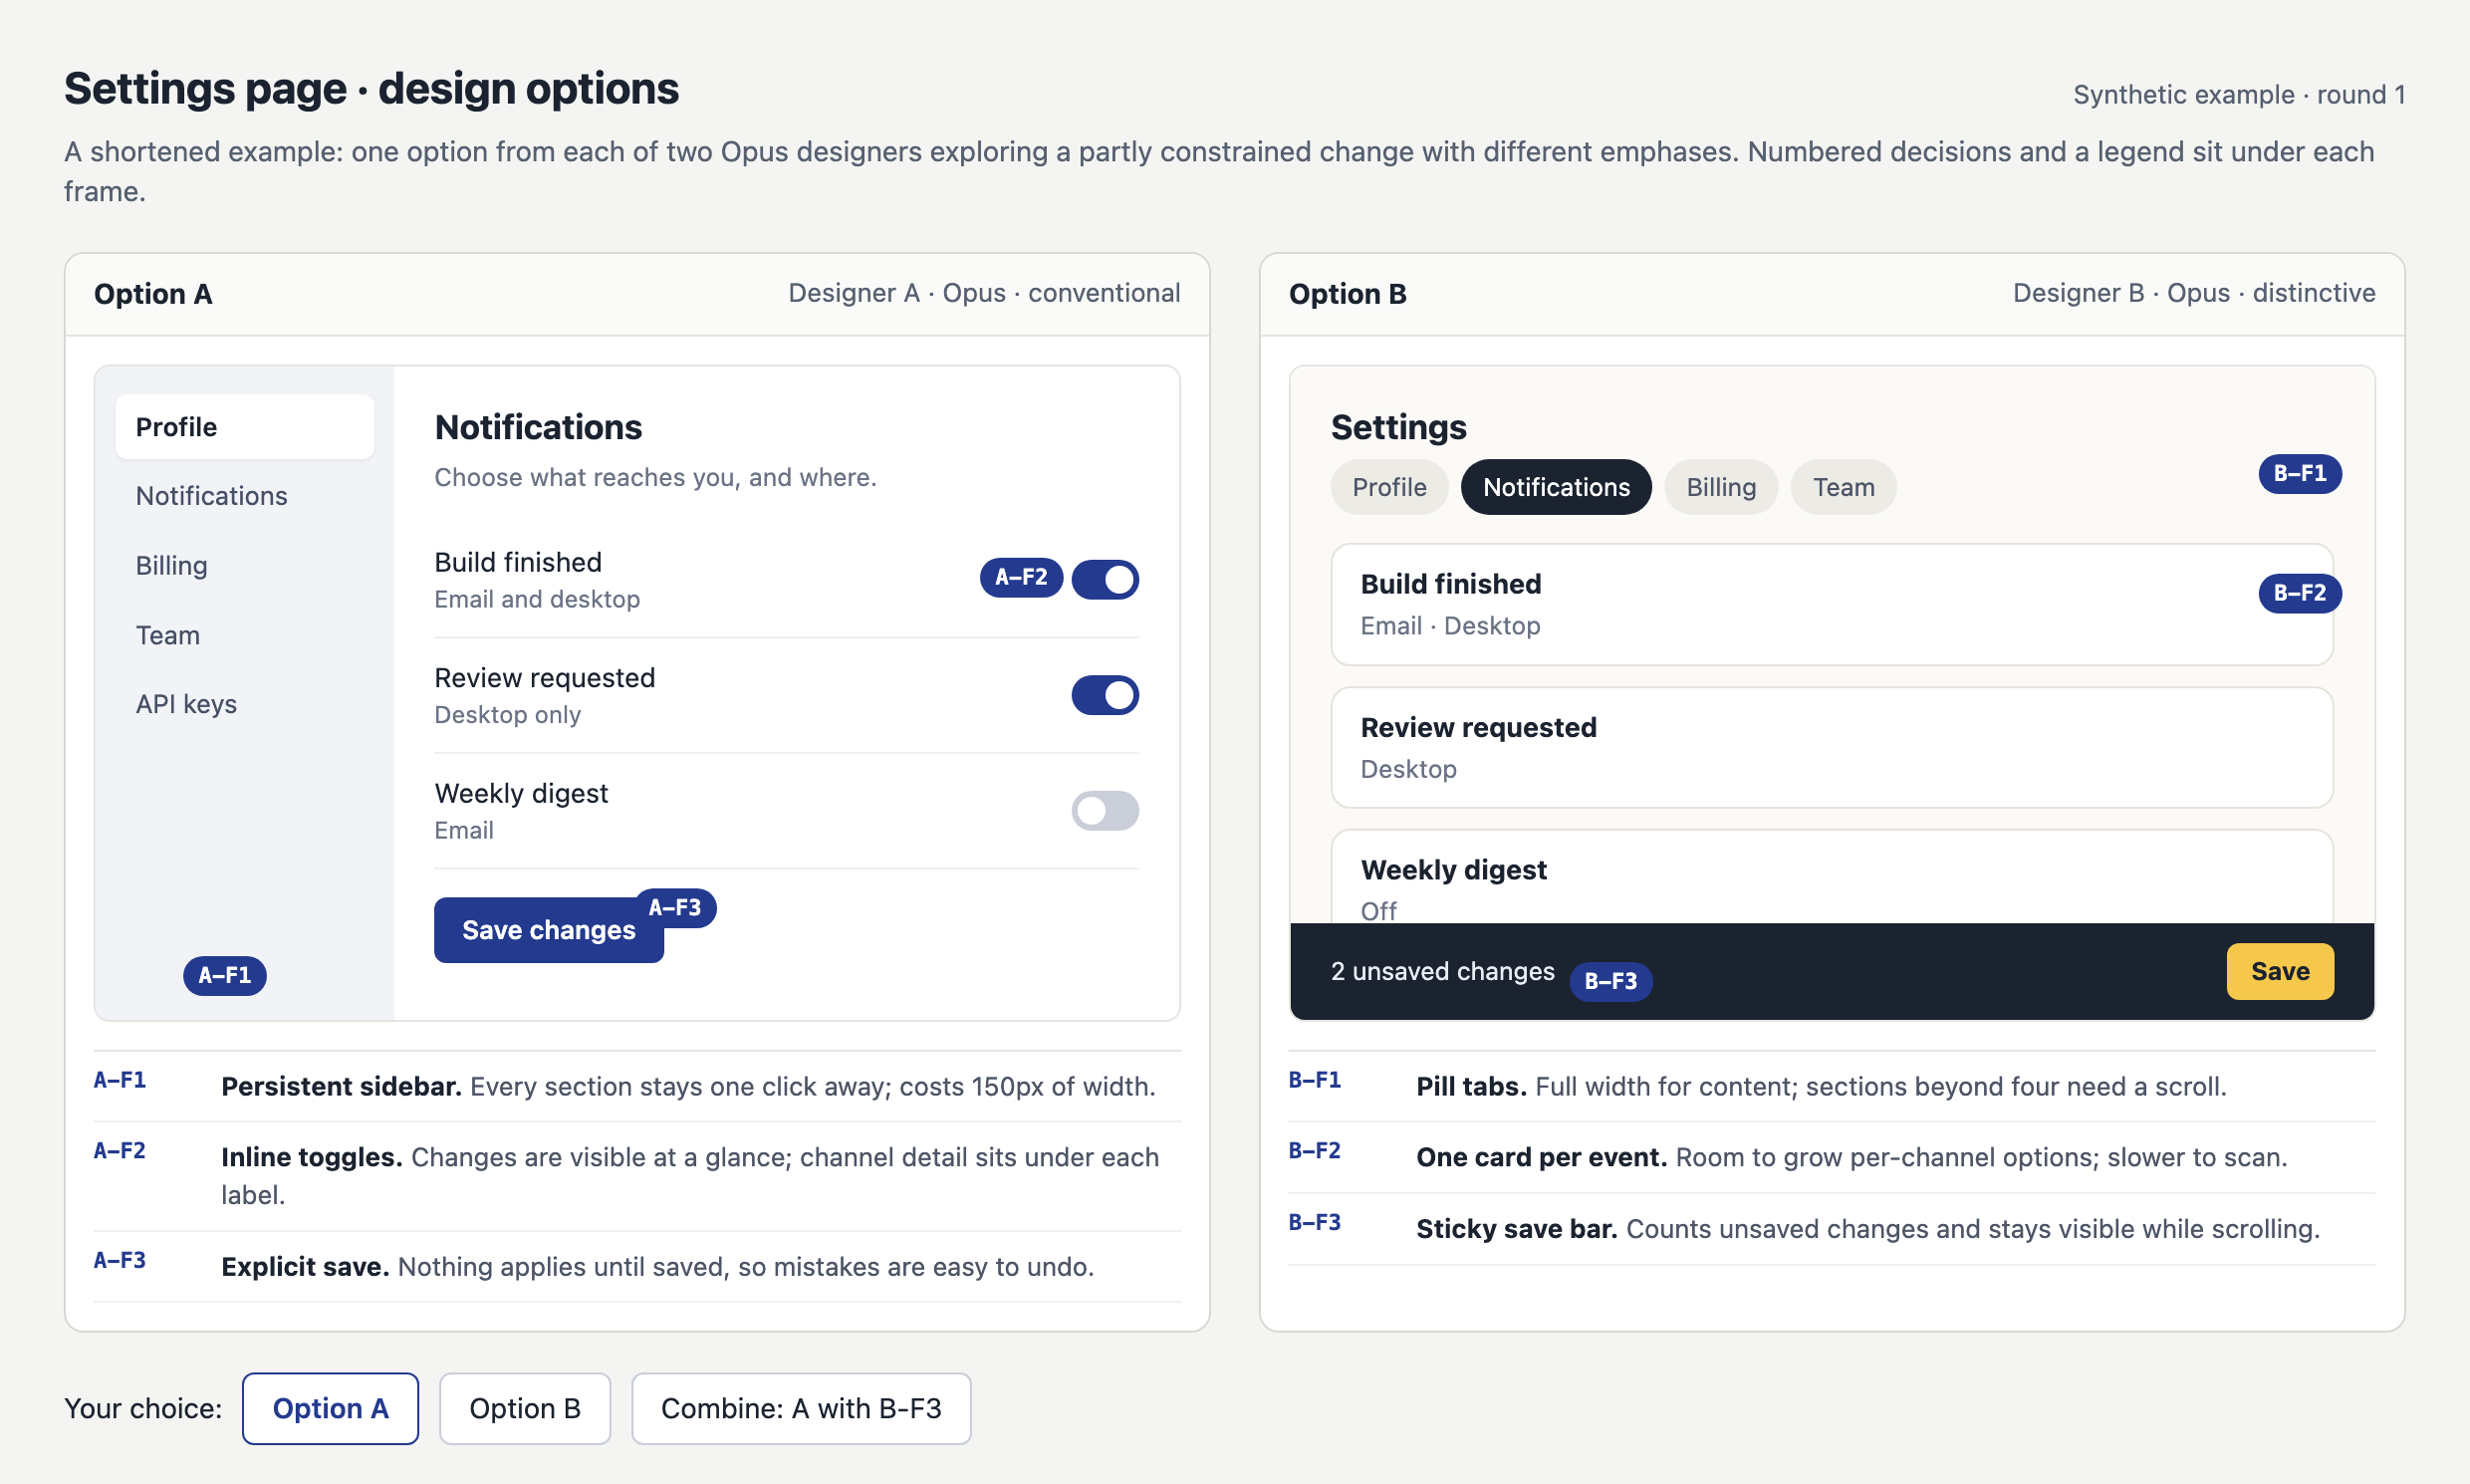 Settings page · design options
Synthetic example · round 1
A shortened example: one option from each of two Opus designers exploring a partly constrained change with different emphases. Numbered decisions and a legend sit under each
frame.
Option A
Designer A · Opus · conventional
Profile
Notifications
Billing
Team
API keys
A–F1
Notifications
Choose what reaches you, and where.
Build finished
Email and desktop
A–F2
Review requested
Desktop only
Weekly digest
Email
Save changes
A–F3
A–F1 Persistent sidebar. Every section stays one click away; costs 150px of width.
A–F2 Inline toggles. Changes are visible at a glance; channel detail sits under each
label.
A–F3 Explicit save. Nothing applies until saved, so mistakes are easy to undo.
Option B
Designer B · Opus · distinctive
Settings
Profile Notifications Billing Team
B–F1
Build finished
Email · Desktop
B–F2
Review requested
Desktop
Weekly digest
Off
2 unsaved changes
B–F3
Save
B–F1 Pill tabs. Full width for content; sections beyond four need a scroll.
B–F2 One card per event. Room to grow per-channel options; slower to scan.
B–F3 Sticky save bar. Counts unsaved changes and stays visible while scrolling.
Your choice: Option A Option B Combine: A with B-F3